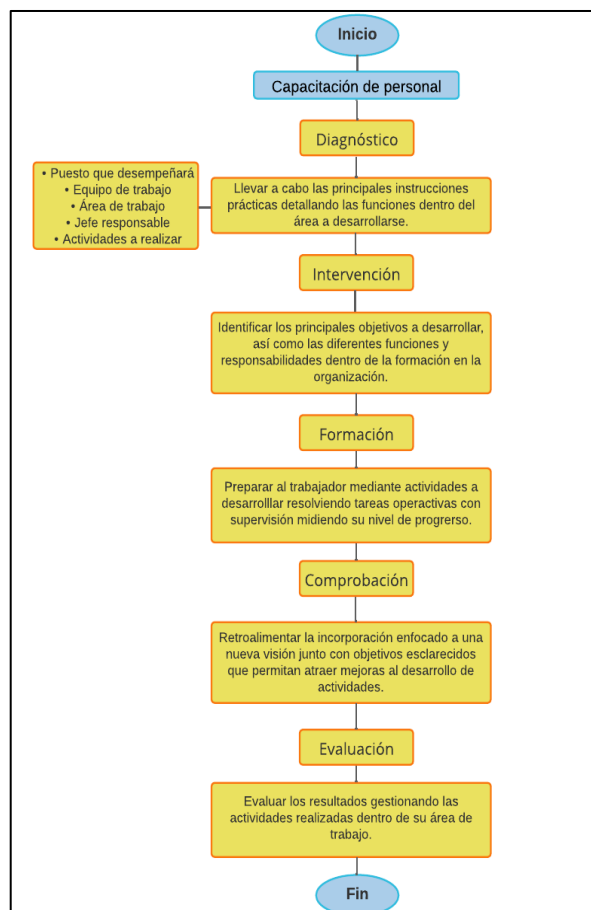 Inicio
Capacitación de personal
Diagnóstico
• Puesto que desempeñará
• Equipo de trabajo
• Área de trabajo
• Jefe responsable
• Actividades a realizar
Llevar a cabo las principales instrucciones
prácticas detallando las funciones dentro del
área a desarrollarse.
Intervención
Identificar los principales objetivos a desarrollar,
así como las diferentes funciones y
responsabilidades dentro de la formación en la
organización.
Formación
Preparar al trabajador mediante actividades a
desarrolllar resolviendo tareas operactivas con
supervisión midiendo su nivel de progrerso.
Comprobación
Retroalimentar la incorporación enfocado a una
nueva visión junto con objetivos esclarecidos
que permitan atraer mejoras al desarrollo de
actividades.
Evaluación
Evaluar los resultados gestionando las
actividades realizadas dentro de su área de
trabajo.
Fin